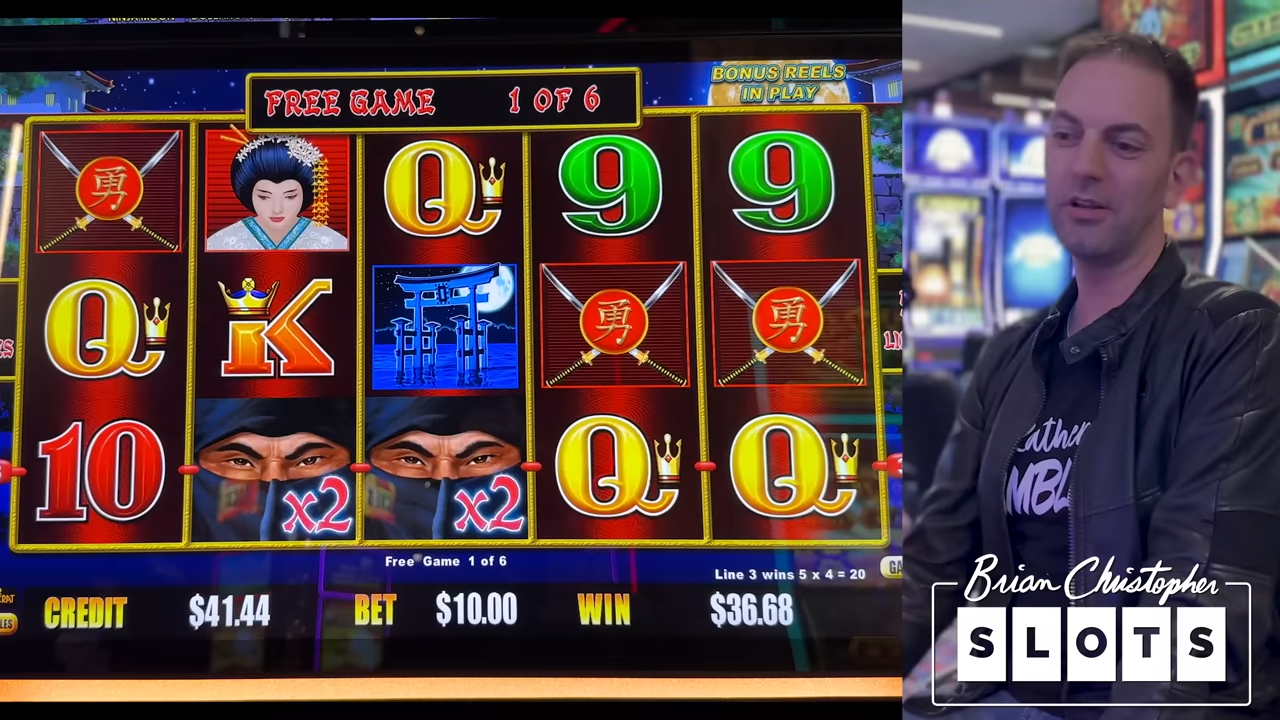 FREE GAME 1 OF 6
BONUS REELS
IN PLAY
勇
Q
9
9
Q
K
勇
勇
10
x2
x2
Q
Q
Free Game 1 of 6
Line 3 wins 5 x 4 = 20
CREDIT $41.44 BET $10.00 WIN $36.68
Brian Christopher
SLOTS